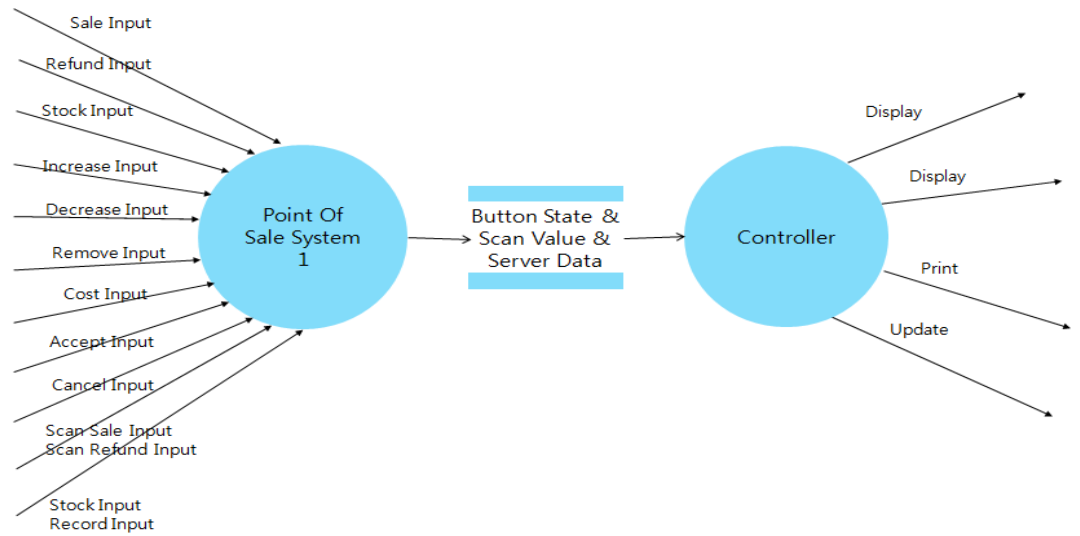 Sale Input
Refund Input
Stock Input
Increase Input
Decrease Input
Remove Input
Cost Input
Accept Input
Cancel Input
Scan Sale Input
Scan Refund Input
Stock Input
Record Input
Point Of
Sale System
1
Button State &
Scan Value &
Server Data
Controller
Display
Display
Print
Update